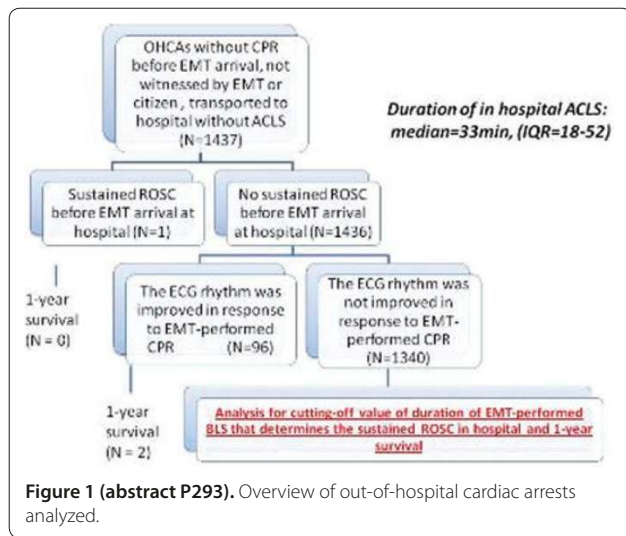 OHCAs without CPR
before EMT arrival, not
witnessed by EMT or
citizen , transported to
hospital without ACLS
(N=1437)
Duration of in hospital ACLS:
median=33min, (IQR=18-52)
Sustained ROSC
before EMT arrival at
hospital (N=1)
No sustained ROSC
before EMT arrival
at hospital (N=1436)
1-year
survival
(N = 0)
The ECG rhythm was
improved in response
to EMT-performed
CPR (N=96)
The ECG rhythm was
not improved in
response to EMT-
performed CPR
(N=1340)
1-year
survival
(N = 2)
Analysis for cutting-off value of duration of EMT-performed
BLS that determines the sustained ROSC in hospital and 1-year
survival
Figure 1 (abstract P293). Overview of out-of-hospital cardiac arrests
analyzed.